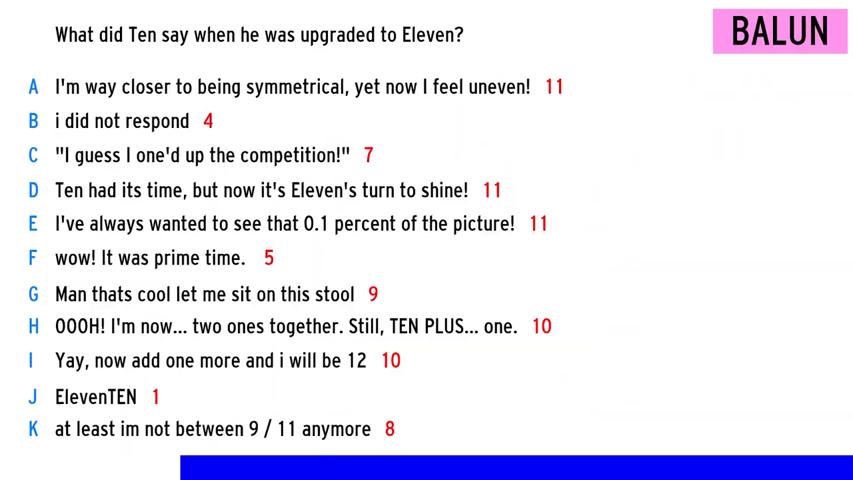 What did Ten say when he was upgraded to Eleven?
BALUN
A I'm way closer to being symmetrical, yet now I feel uneven! 11
B i did not respond 4
C "I guess I one'd up the competition!" 7
D Ten had its time, but now it's Eleven's turn to shine! 11
E I've always wanted to see that 0.1 percent of the picture! 11
F wow! It was prime time. 5
G Man thats cool let me sit on this stool 9
H OOOH! I'm now... two ones together. Still, TEN PLUS... one. 10
I Yay, now add one more and i will be 12 10
J ElevenTEN 1
K at least im not between 9 / 11 anymore 8